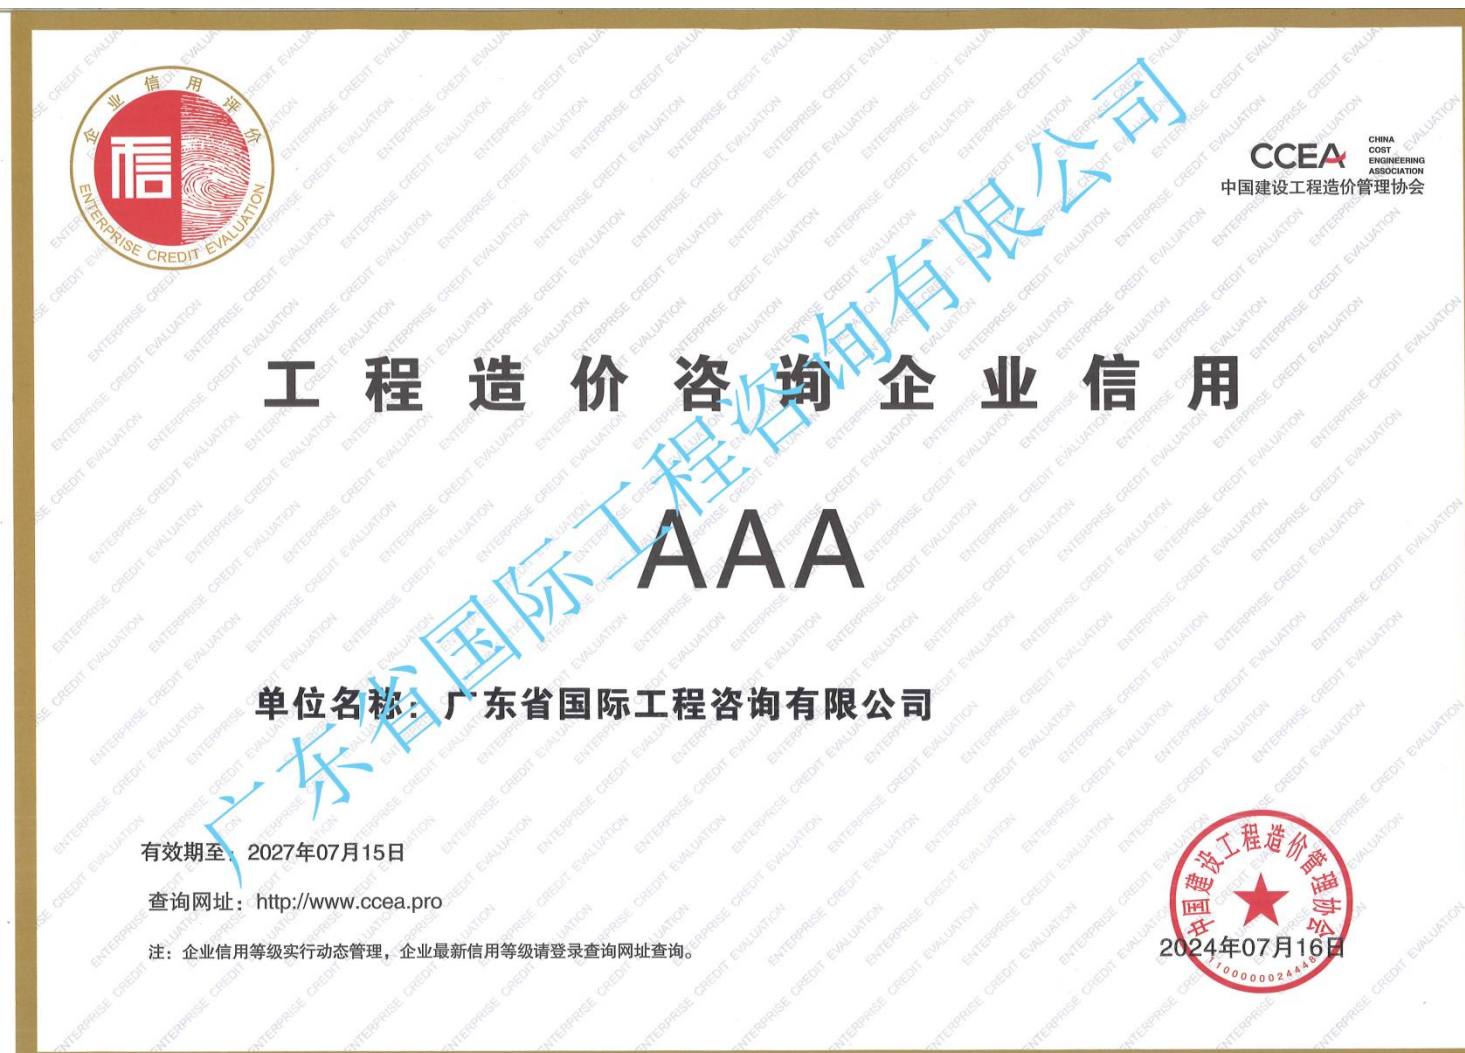 企业信用评价
信
ENTERPRISE CREDIT EVALUATION
CCEA
CHINA
COST
ENGINEERING
ASSOCIATION
中国建设工程造价管理协会
工程造价咨询企业信用
AAA
单位名称：广东省国际工程咨询有限公司
广东省国际工程咨询有限公司
有效期至：2027年07月15日
查询网址：http://www.ccea.pro
注：企业信用等级实行动态管理，企业最新信用等级请登录查询网址查询。
中国建设工程造价管理协会
2024年07月16日